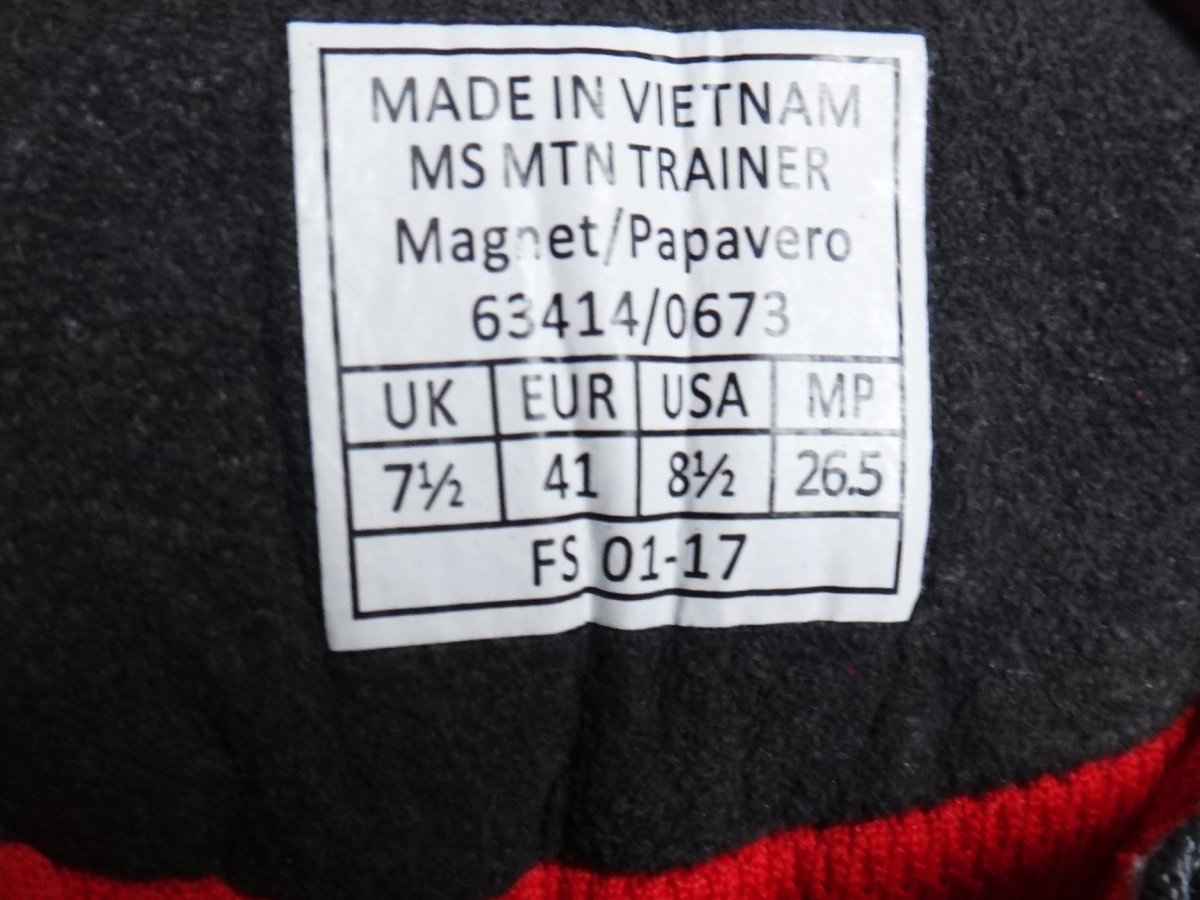 MADE IN VIETNAM
MS MTN TRAINER
Magnet/Papavero
63414/0673
UK EUR USA MP
7½ 41 8½ 26.5
FS 01-17